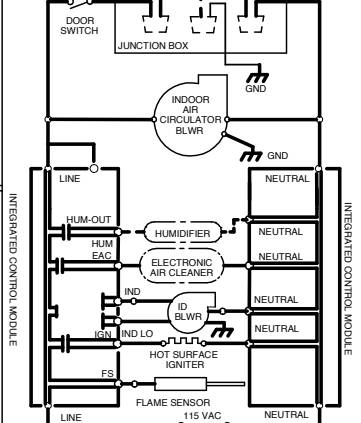 DOOR
SWITCH
JUNCTION BOX
GND
INDOOR
AIR
CIRCULATOR
BLWR
GND
LINE
NEUTRAL
INTEGRATED CONTROL MODULE
INTEGRATED CONTROL MODULE
HUM-OUT
HUMIDIFIER
NEUTRAL
HUM
EAC
ELECTRONIC
AIR CLEANER
NEUTRAL
IND
ID
BLWR
NEUTRAL
IGN
IND LO
NEUTRAL
HOT SURFACE
IGNITER
FS
FLAME SENSOR
LINE
115 VAC
NEUTRAL